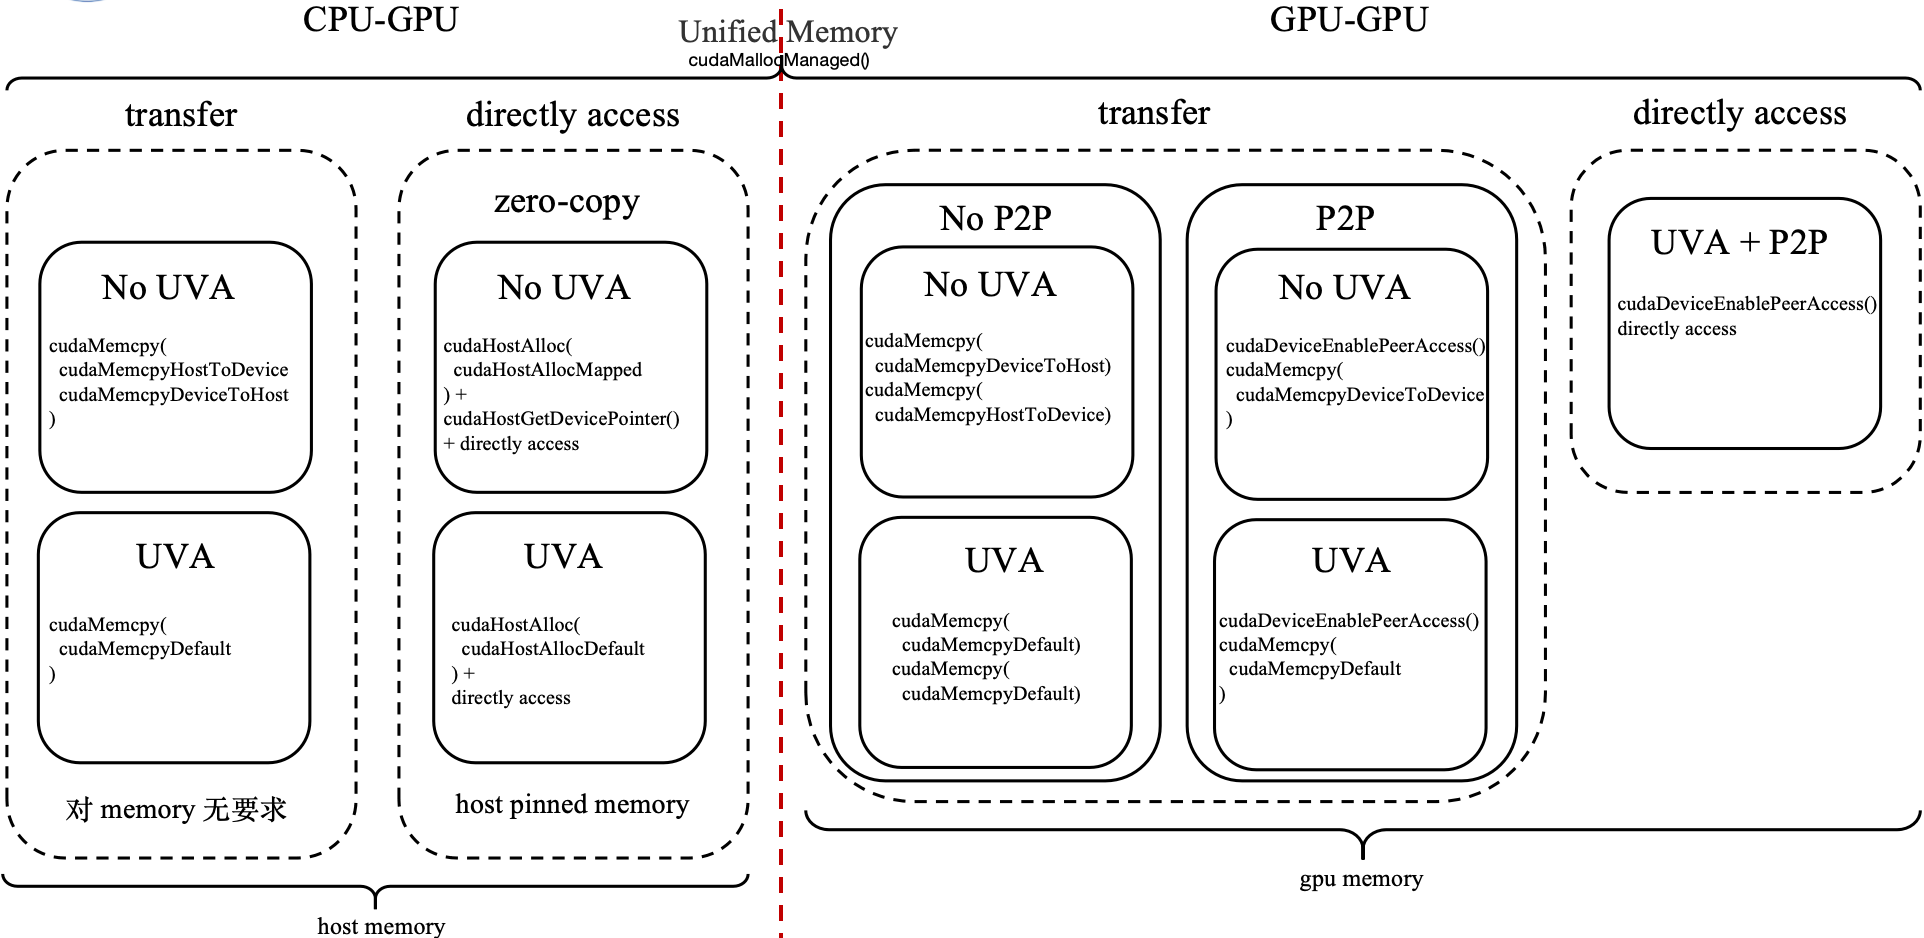 CPU-GPU
Unified Memory
cudaMallocManaged()
GPU-GPU
transfer
No UVA
cudaMemcpy(
cudaMemcpyHostToDevice
cudaMemcpyDeviceToHost
)
UVA
cudaMemcpy(
cudaMemcpyDefault
)
对 memory 无要求
directly access
zero-copy
No UVA
cudaHostAlloc(
cudaHostAllocMapped
) +
cudaHostGetDevicePointer()
+ directly access
UVA
cudaHostAlloc(
cudaHostAllocDefault
) +
directly access
host pinned memory
host memory
transfer
No P2P
No UVA
cudaMemcpy(
cudaMemcpyDeviceToHost)
cudaMemcpy(
cudaMemcpyHostToDevice)
UVA
cudaMemcpy(
cudaMemcpyDefault)
cudaMemcpy(
cudaMemcpyDefault)
P2P
No UVA
cudaDeviceEnablePeerAccess()
cudaMemcpy(
cudaMemcpyDeviceToDevice
)
UVA
cudaDeviceEnablePeerAccess()
cudaMemcpy(
cudaMemcpyDefault
)
directly access
UVA + P2P
cudaDeviceEnablePeerAccess()
directly access
gpu memory